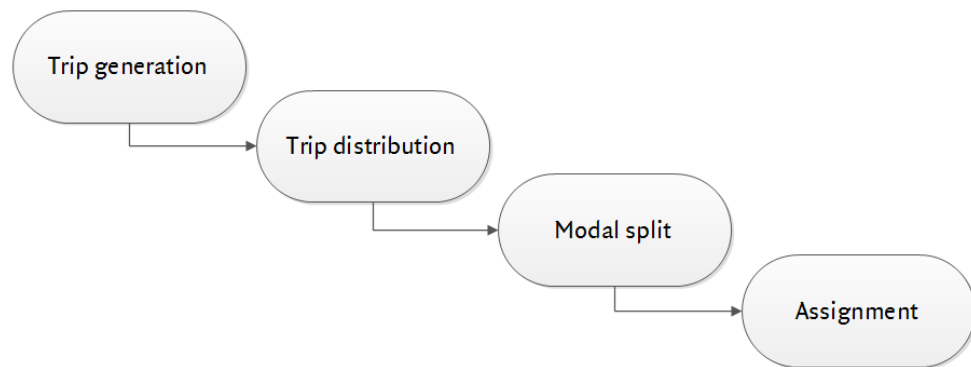 Trip generation
Trip distribution
Modal split
Assignment